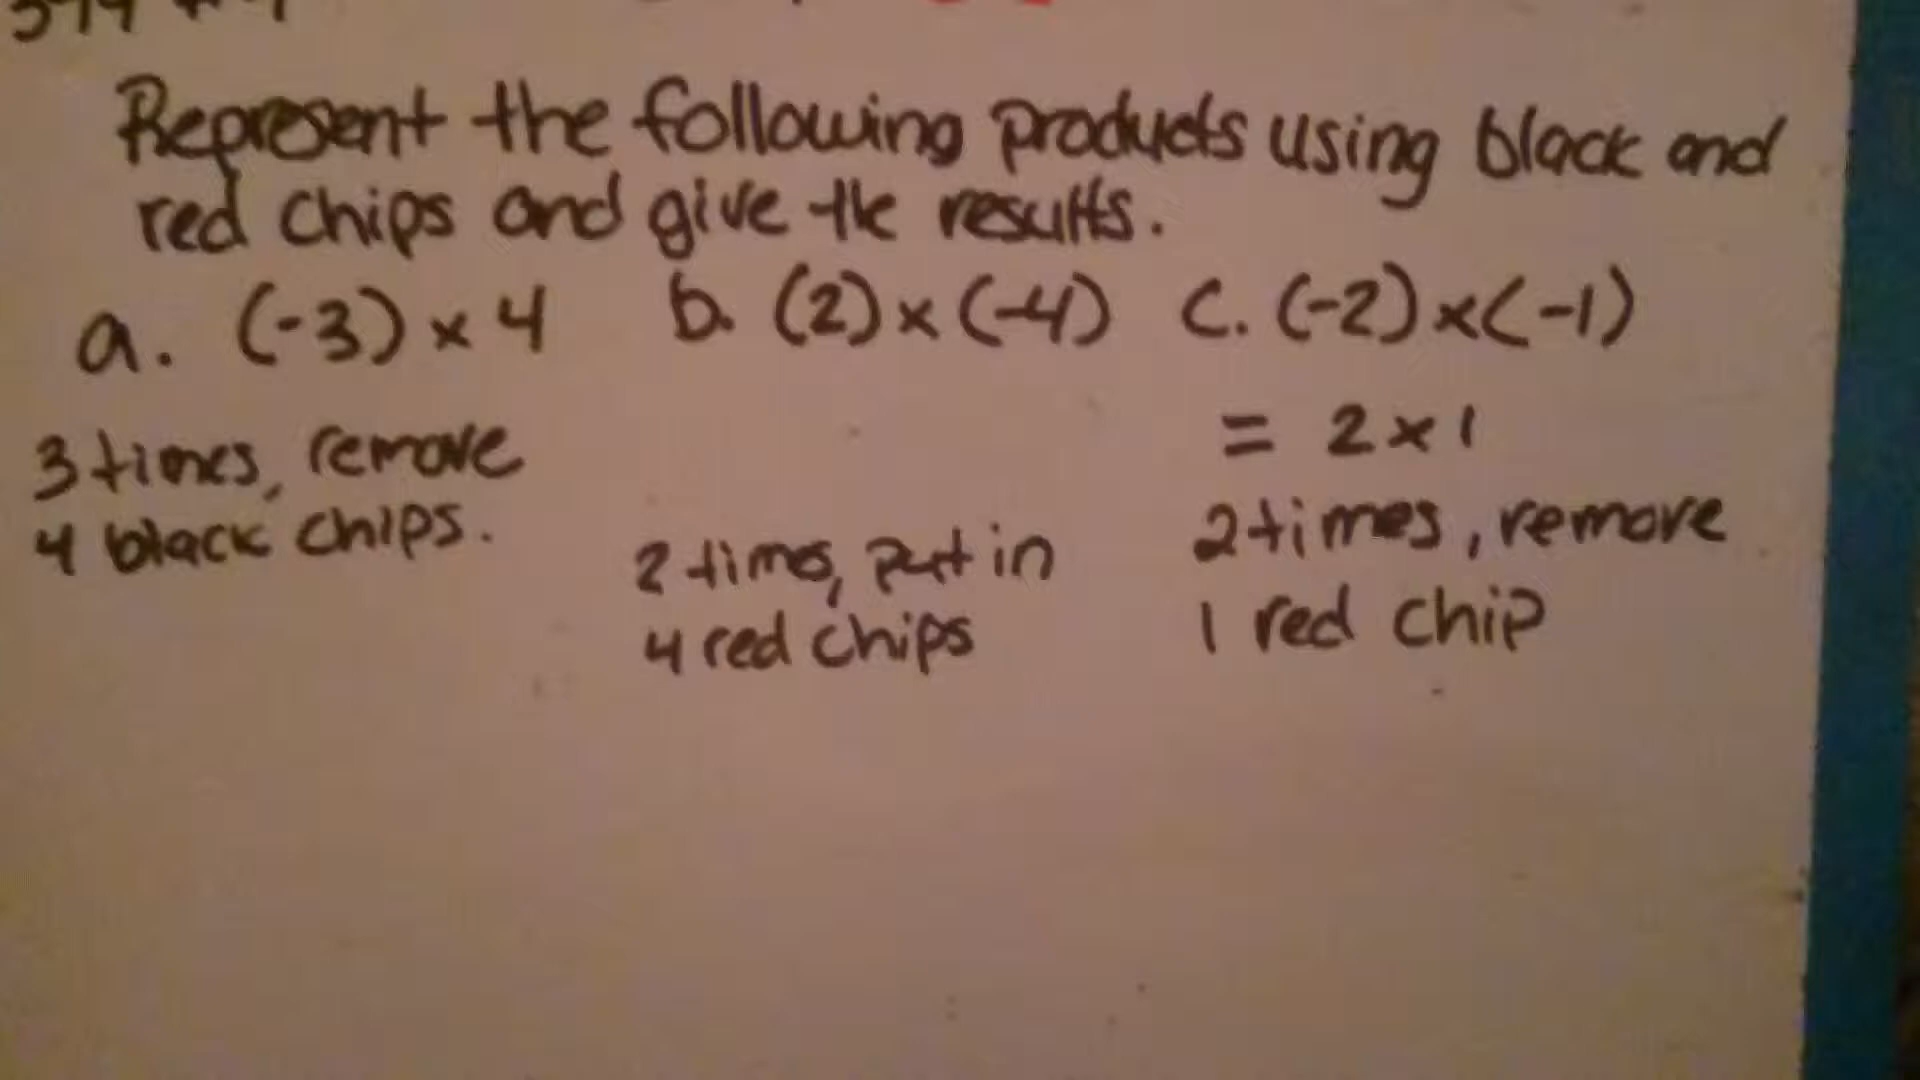 Represent the following products using black and
red chips and give the results.
a. (-3) × 4 b. (2) × (-4) c. (-2) × (-1)
= 2 × 1
3 times, remove
4 black chips.
2 times, put in
4 red chips
2 times, remove
1 red chip